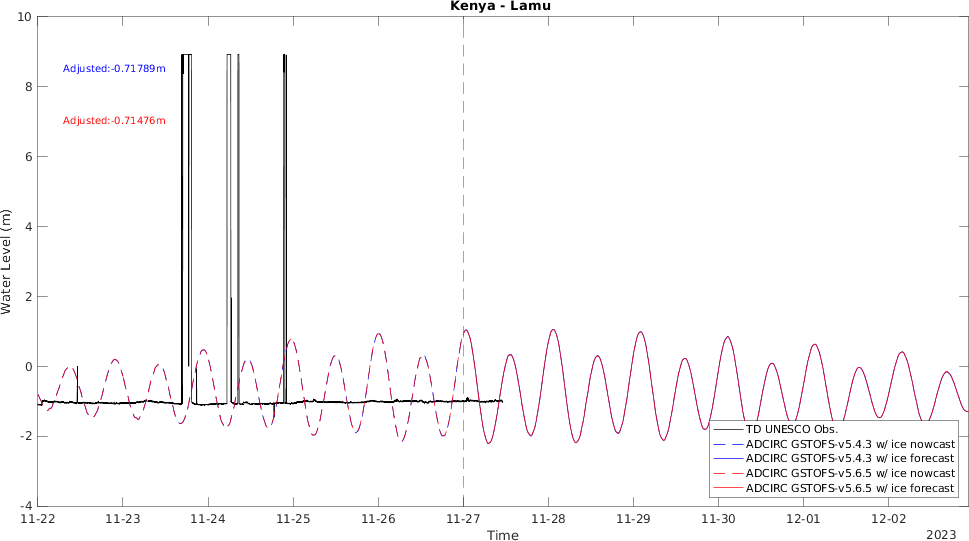 Kenya - Lamu
10
8
6
4
2
0
-2
-4
Water Level (m)
Adjusted:-0.71789m
Adjusted:-0.71476m
TD UNESCO Obs.
ADCIRC GSTOFS-v5.4.3 w/ ice nowcast
ADCIRC GSTOFS-v5.4.3 w/ ice forecast
ADCIRC GSTOFS-v5.6.5 w/ ice nowcast
ADCIRC GSTOFS-v5.6.5 w/ ice forecast
11-22 11-23 11-24 11-25 11-26 11-27 11-28 11-29 11-30 12-01 12-02
Time
2023